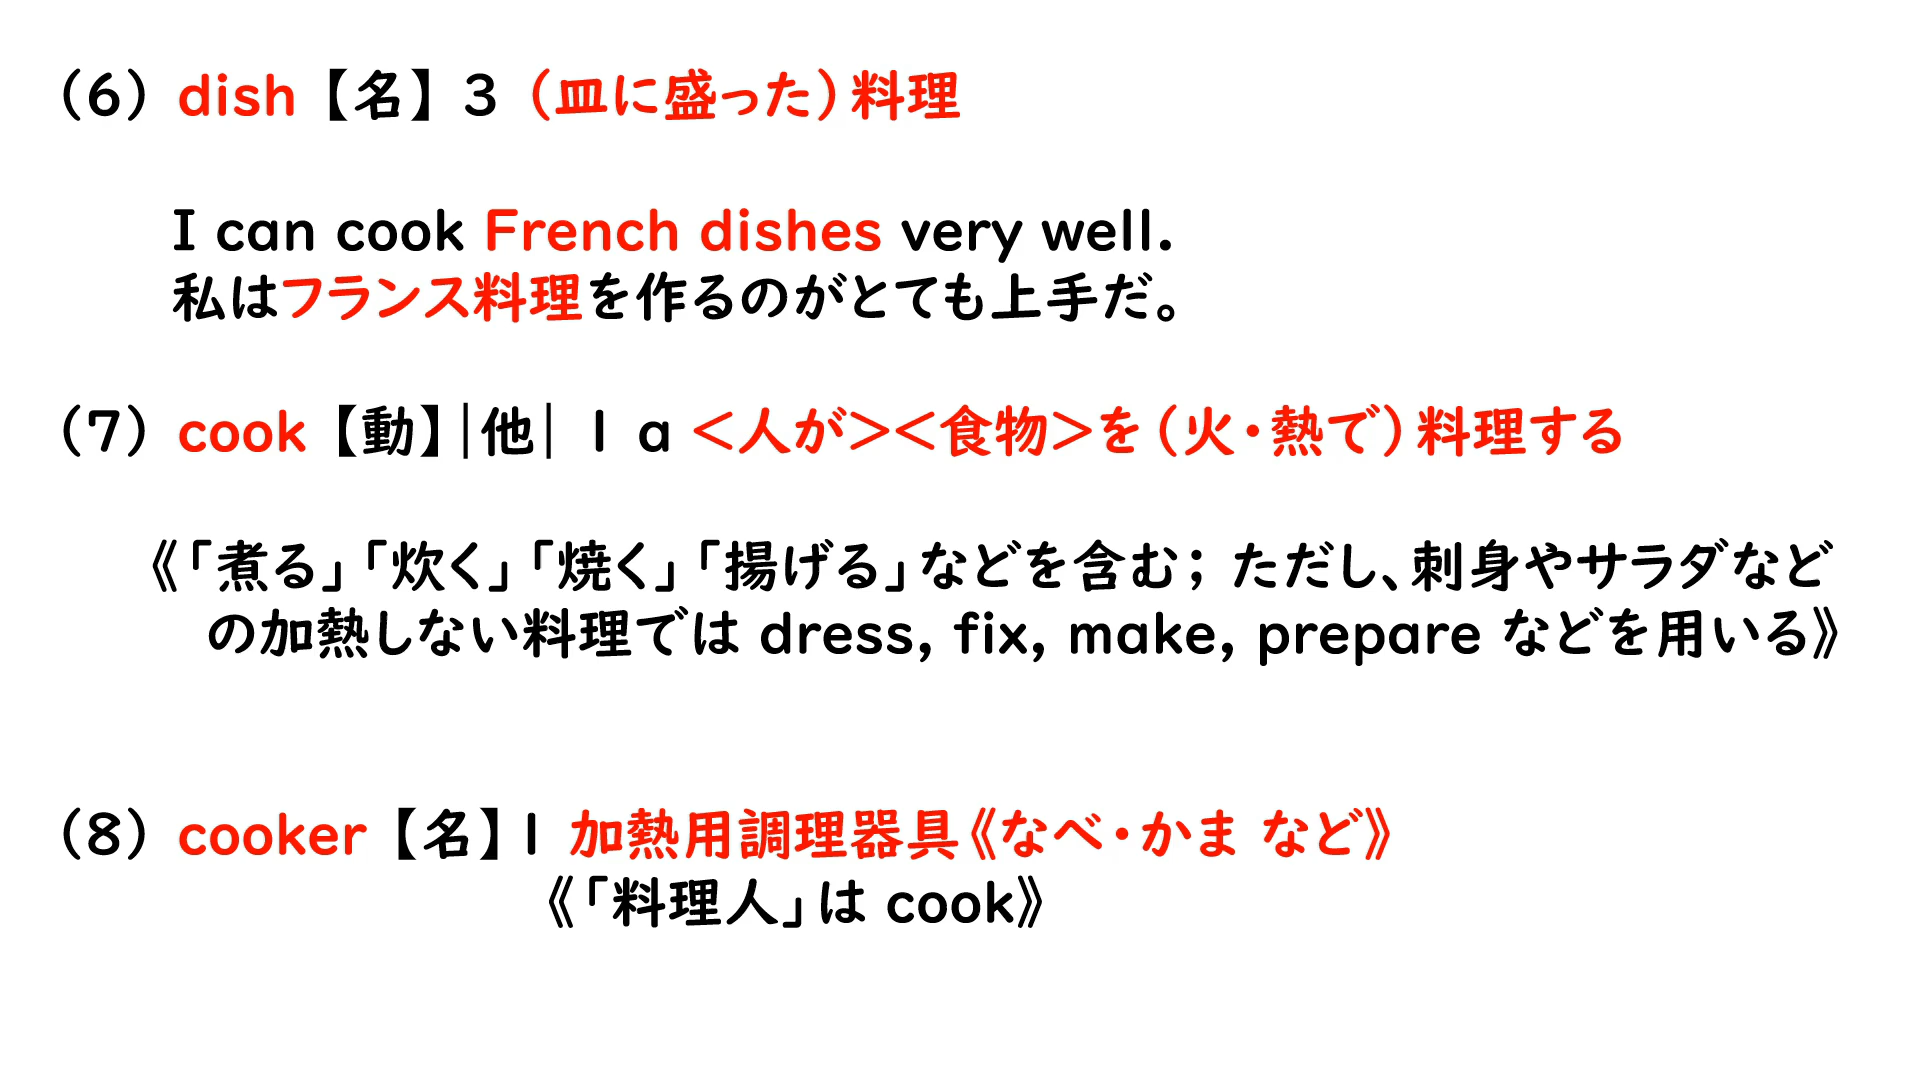 (6) dish 【名】 3 (皿に盛った) 料理
I can cook French dishes very well.
私はフランス料理を作るのがとても上手だ。
(7) cook 【動】|他| 1 a <人が><食物>を (火・熱で) 料理する
《「煮る」「炊く」「焼く」「揚げる」などを含む; ただし、刺身やサラダなど
の加熱しない料理では dress, fix, make, prepare などを用いる》
(8) cooker 【名】1 加熱用調理器具《なべ・かま など》
《「料理人」は cook》